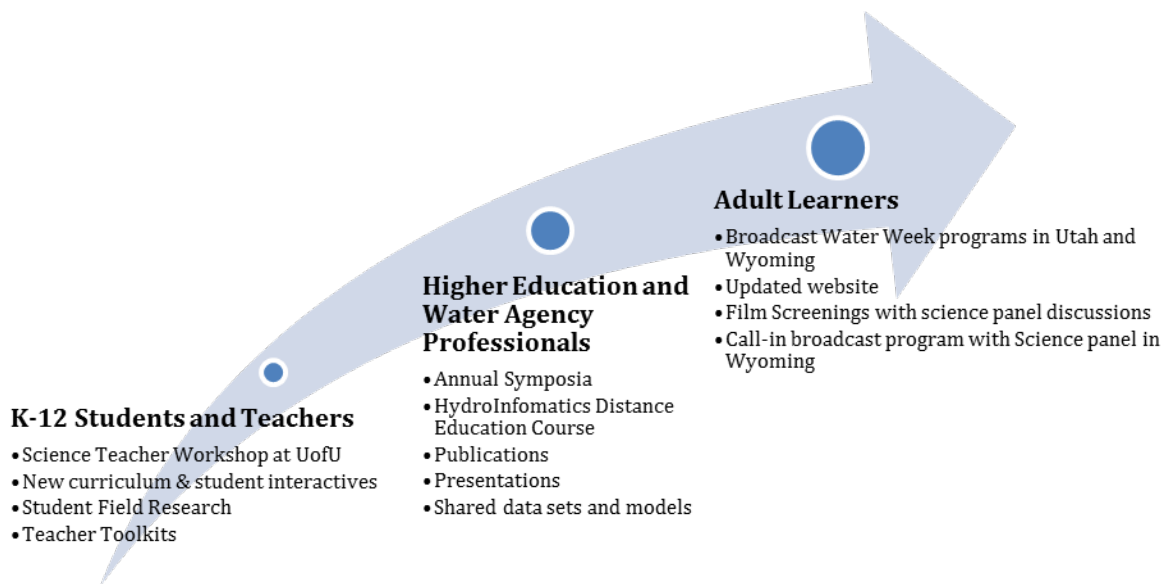 K-12 Students and Teachers
•Science Teacher Workshop at UofU
•New curriculum & student interactives
•Student Field Research
•Teacher Toolkits
Higher Education and
Water Agency
Professionals
•Annual Symposia
•HydroInfomatics Distance
Education Course
•Publications
•Presentations
•Shared data sets and models
Adult Learners
•Broadcast Water Week programs in Utah and
Wyoming
•Updated website
•Film Screenings with science panel discussions
•Call-in broadcast program with Science panel in
Wyoming